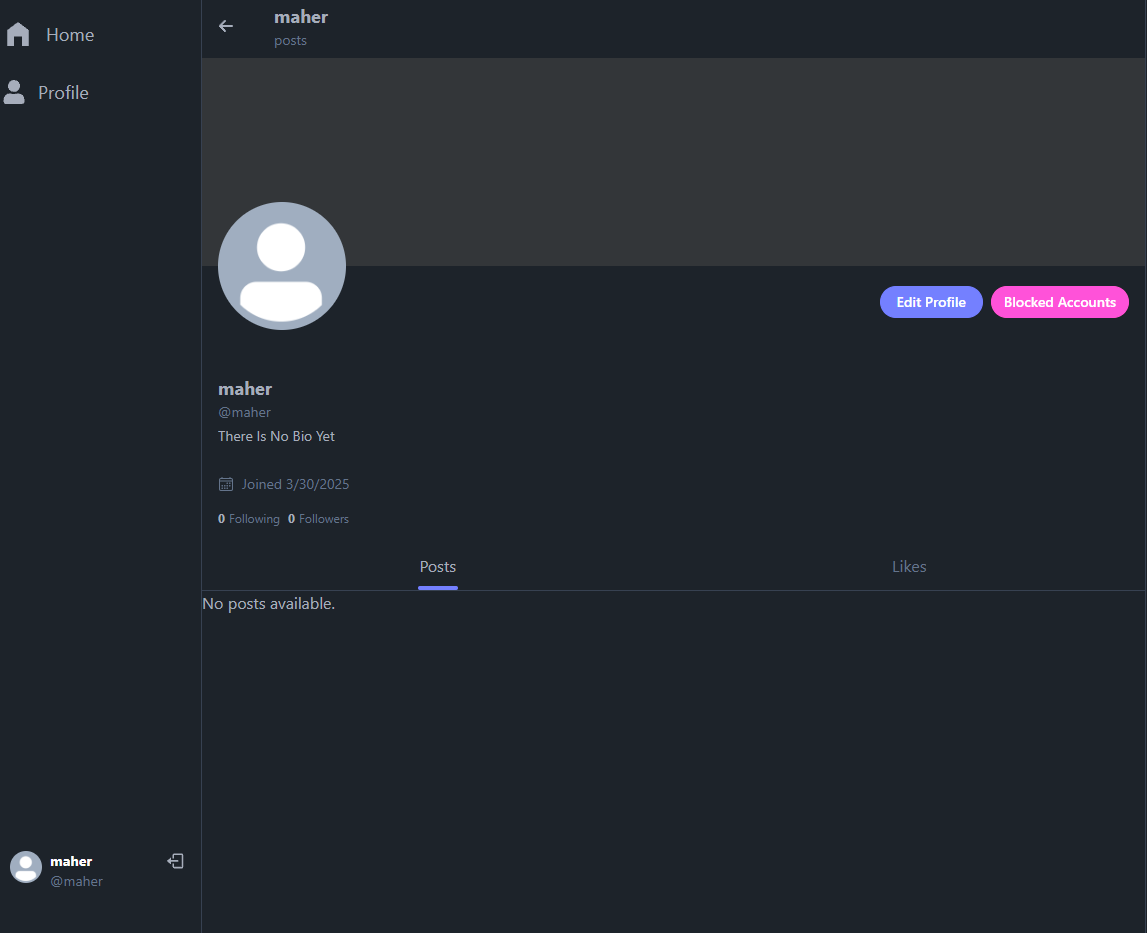 Home
Profile
maher
@maher
maher
posts
Edit Profile
Blocked Accounts
maher
@maher
There Is No Bio Yet
Joined 3/30/2025
0 Following 0 Followers
Posts
Likes
No posts available.